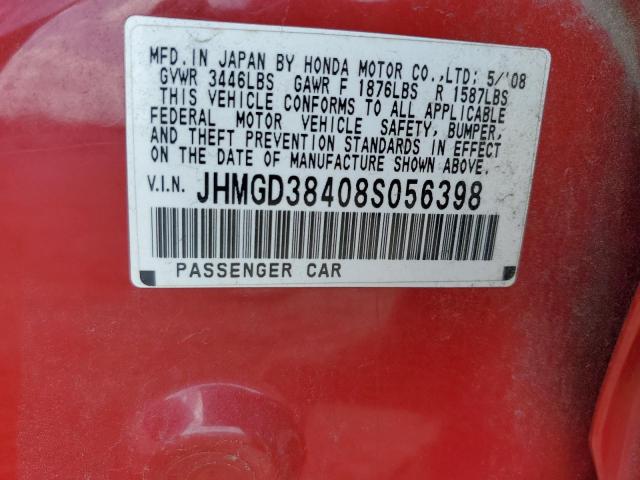 MFD. IN JAPAN BY HONDA MOTOR CO.,LTD: 5/'08
GVWR 3446LBS GAWR F 1876LBS R 1587LBS
THIS VEHICLE CONFORMS TO ALL APPLICABLE
FEDERAL MOTOR VEHICLE SAFETY, BUMPER,
AND THEFT PREVENTION STANDARDS IN EFFECT
ON THE DATE OF MANUFACTURE SHOWN ABOVE.
V.I.N. JHMGD38408S056398
PASSENGER CAR